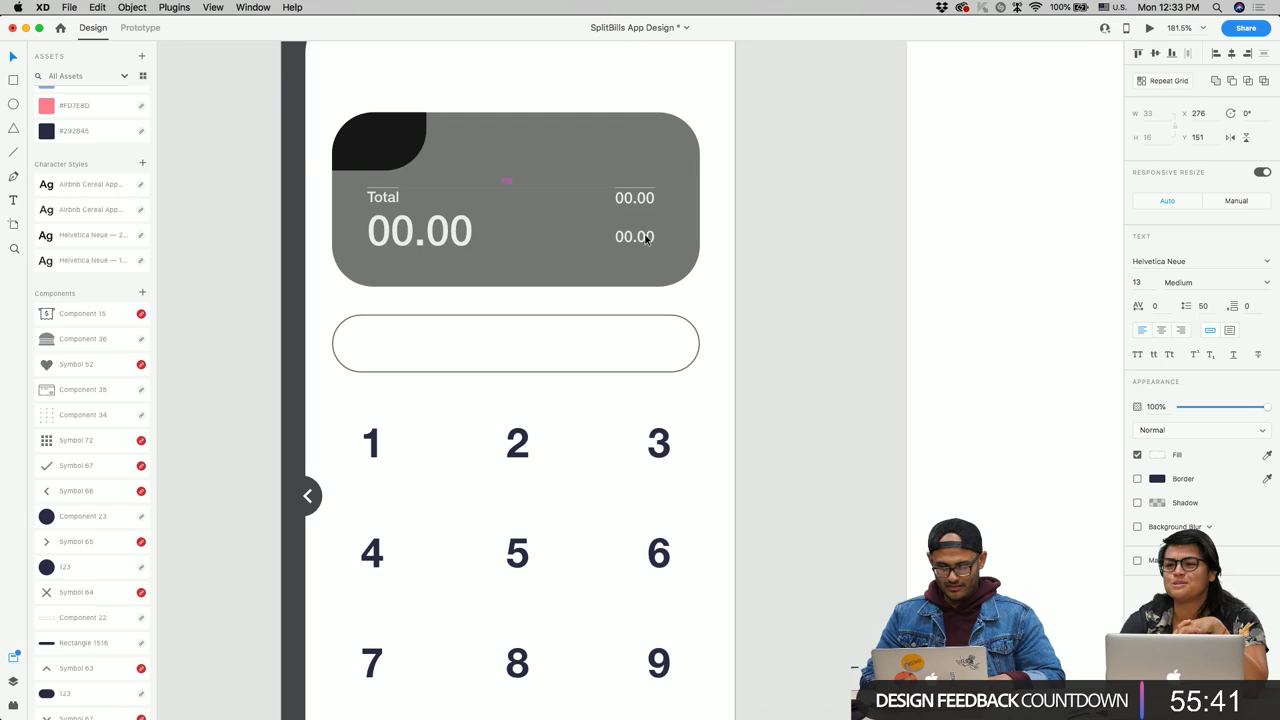 XD File Edit Object Plugins View Window Help
100% U.S. Mon 12:33 PM
Design Prototype
SplitBills App Design *
181.5%
Share
ASSETS
All Assets
#FD7E8D
#292B45
Character Styles
Ag Airbnb Cereal App...
Ag Airbnb Cereal App...
Ag Helvetica Neue — 2...
Ag Helvetica Neue — 1...
Components
Component 15
Component 36
Symbol 52
Component 35
Component 34
Symbol 72
Symbol 67
Symbol 66
Component 23
Symbol 65
123
Symbol 64
Component 22
Rectangle 1516
Symbol 63
123
Total
00.00
00.00
00.00
1 2 3
4 5 6
7 8 9
Repeat Grid
W 33 X 276 0°
H 16 Y 151
RESPONSIVE RESIZE
Auto Manual
TEXT
Helvetica Neue
13 Medium
AV 0 50 0
TT tt Tt T¹ T₁ T T
APPEARANCE
100%
Normal
Fill
Border
Shadow
Background Blur
DESIGN FEEDBACK COUNTDOWN
55:41